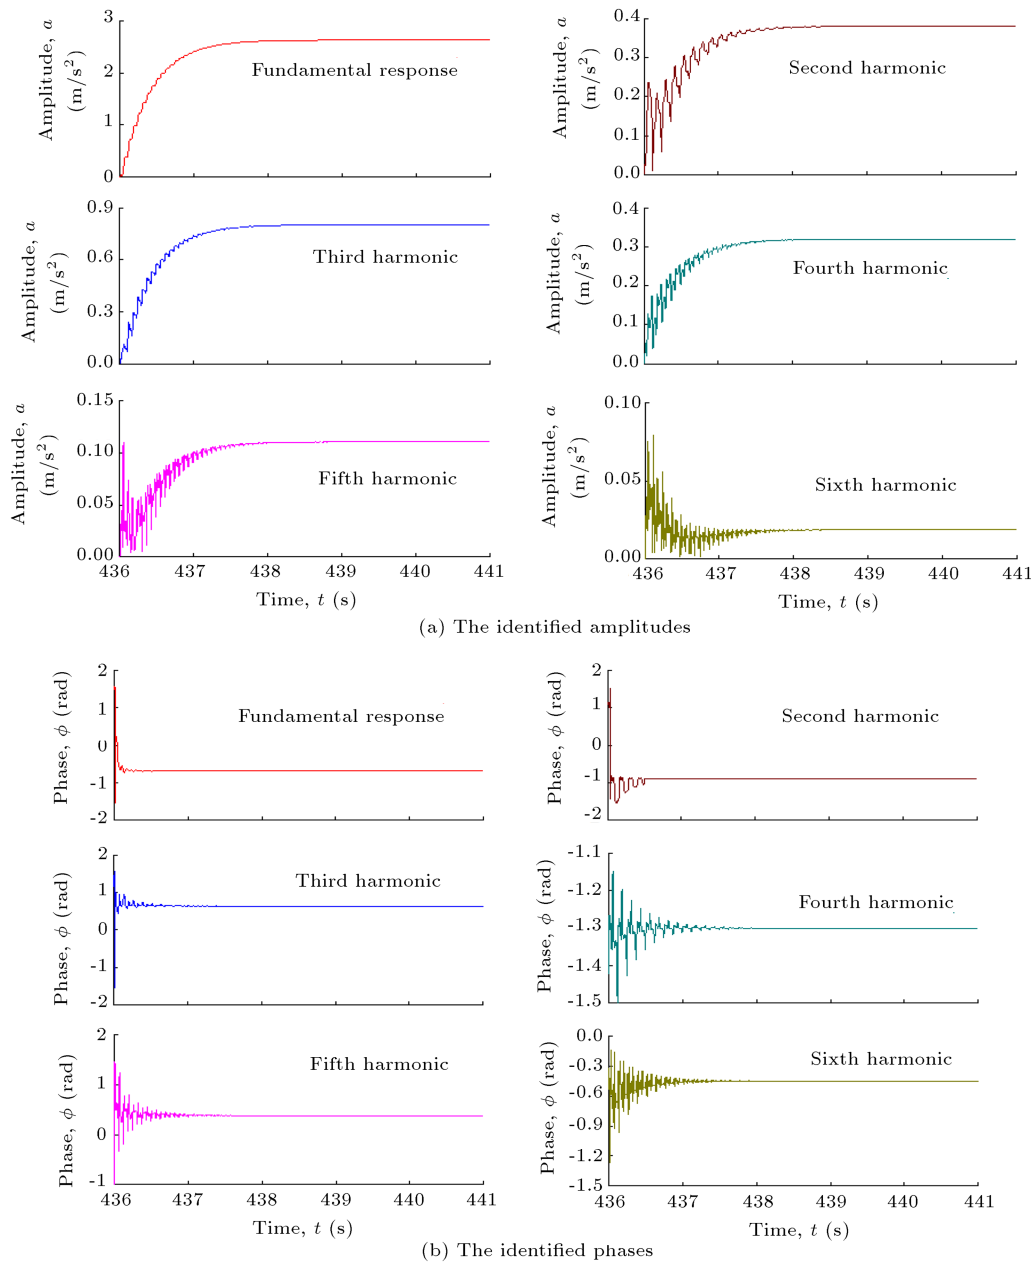 Amplitude, a
(m/s²)
3
2
1
0
Fundamental response
Amplitude, a
(m/s²)
0.4
0.3
0.2
0.1
0.0
Second harmonic
Amplitude, a
(m/s²)
0.9
0.6
0.3
0.0
Third harmonic
Amplitude, a
(m/s²)
0.4
0.3
0.2
0.1
0.0
Fourth harmonic
Amplitude, a
(m/s²)
0.15
0.10
0.05
0.00
Fifth harmonic
436 437 438 439 440 441
Time, t (s)
Amplitude, a
(m/s²)
0.10
0.05
0.00
Sixth harmonic
436 437 438 439 440 441
Time, t (s)
(a) The identified amplitudes
Phase, ϕ (rad)
2
1
0
-1
-2
Fundamental response
Phase, ϕ (rad)
2
1
0
-1
-2
Second harmonic
Phase, ϕ (rad)
2
1
0
-1
-2
Third harmonic
Phase, ϕ (rad)
-1.1
-1.2
-1.3
-1.4
-1.5
Fourth harmonic
Phase, ϕ (rad)
2
1
0
-1
Fifth harmonic
436 437 438 439 440 441
Time, t (s)
Phase, ϕ (rad)
0.0
-0.3
-0.6
-0.9
-1.2
-1.5
Sixth harmonic
436 437 438 439 440 441
Time, t (s)
(b) The identified phases